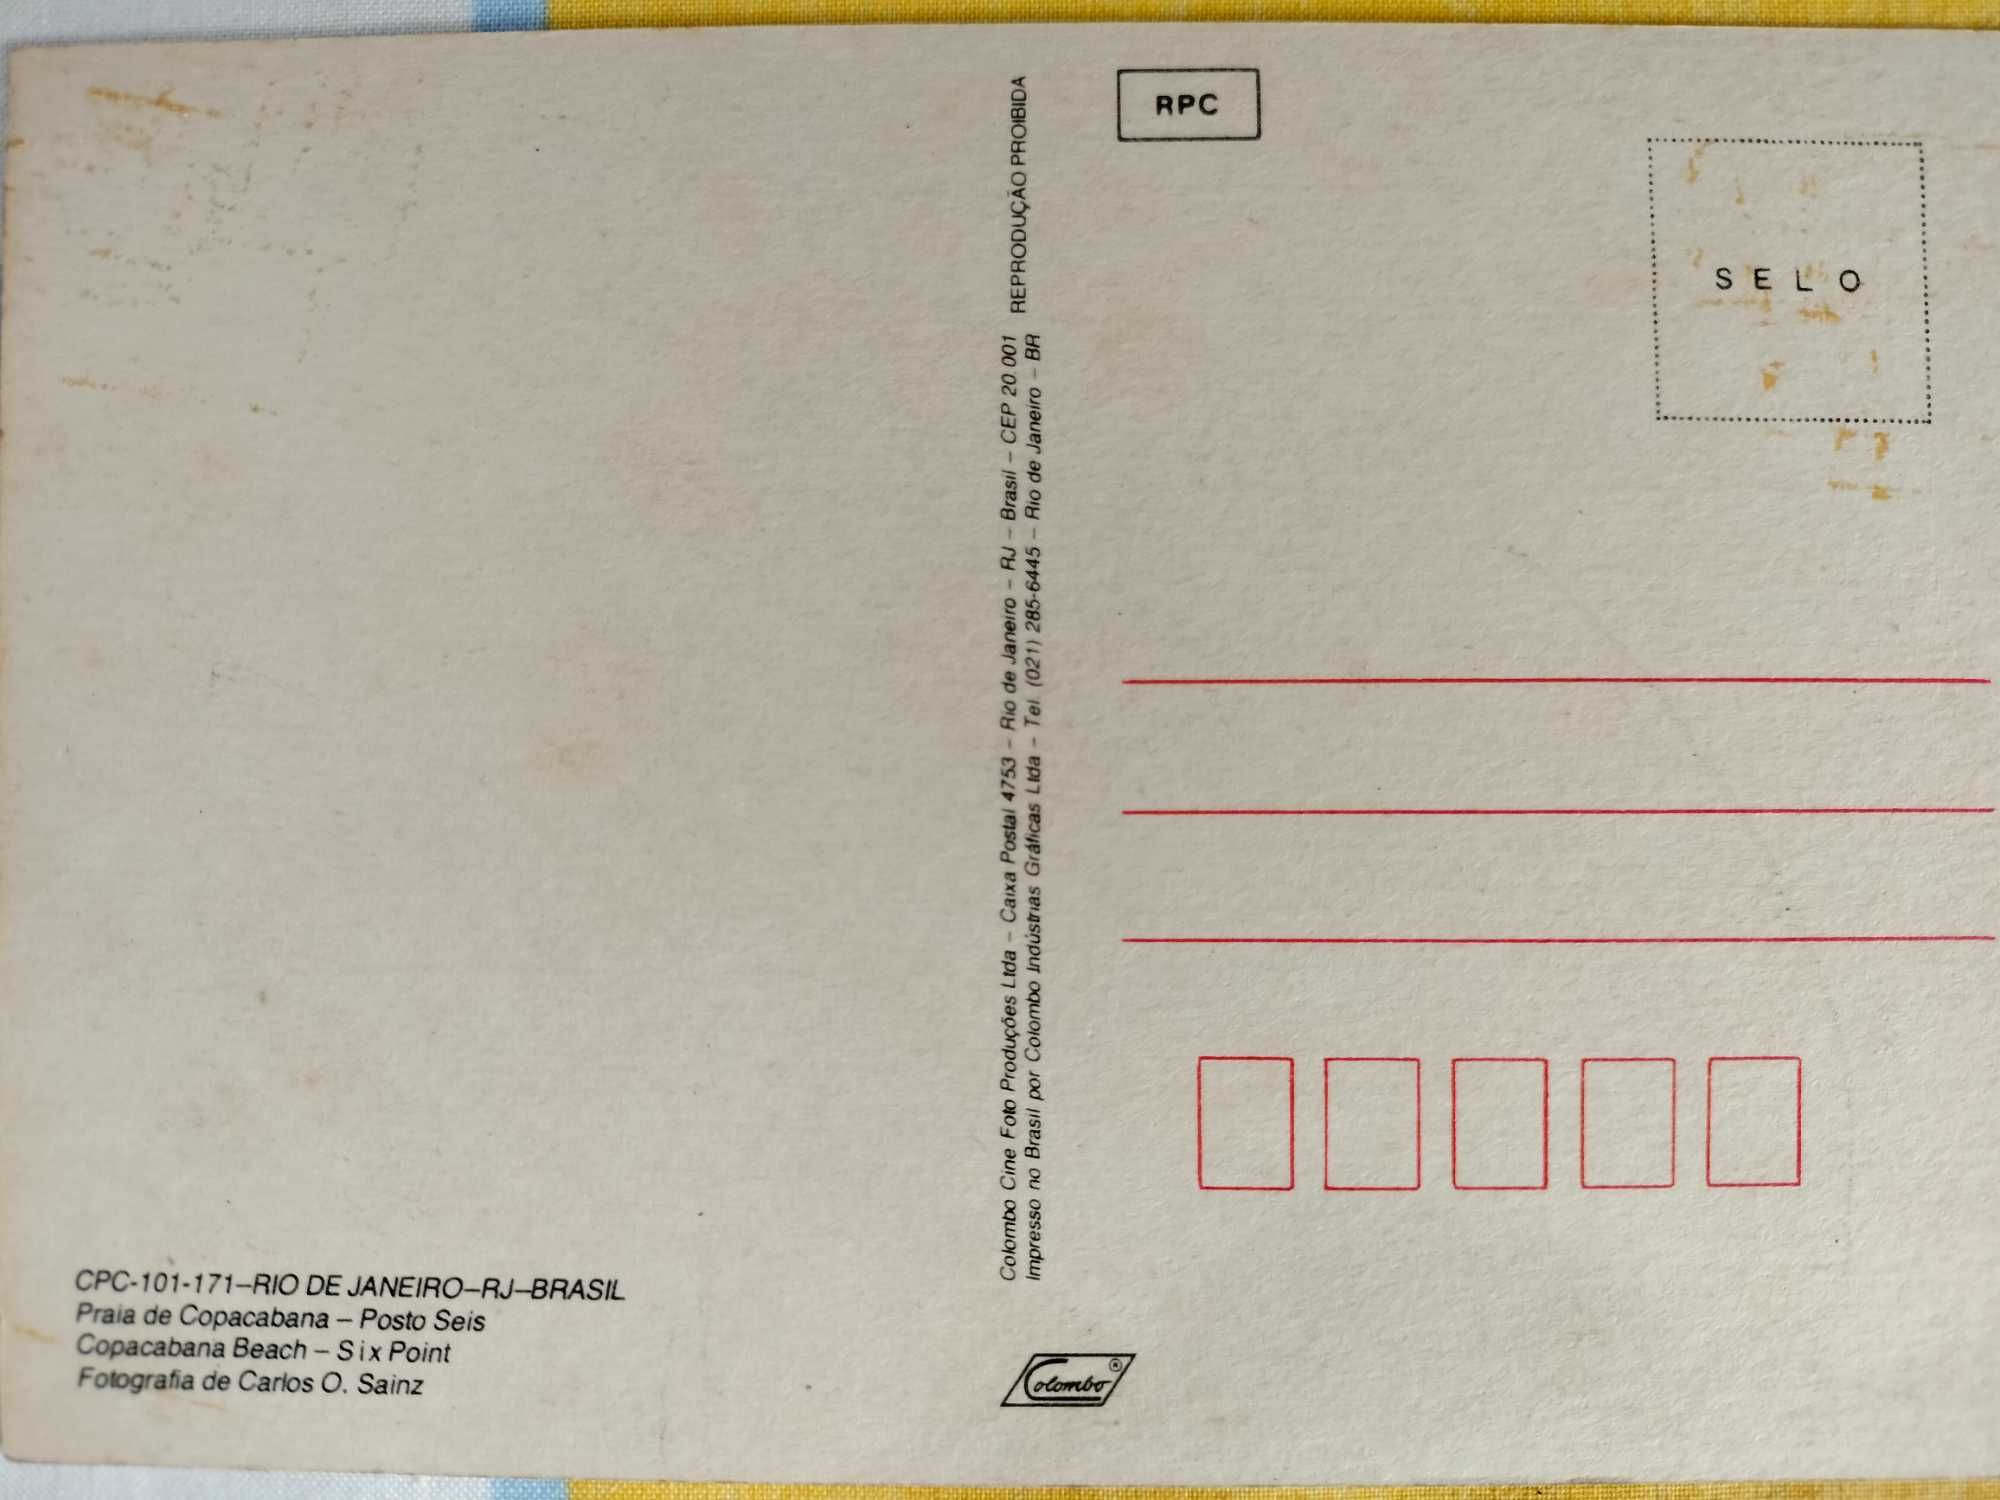 RPC
SELO
REPRODUÇÃO PROIBIDA
Colombo Cine Foto Produções Ltda – Caixa Postal 4753 – Rio de Janeiro – RJ – Brasil – CEP 20.001
Impresso no Brasil por Colombo Indústrias Gráficas Ltda – Tel. (021) 285-6445 – Rio de Janeiro – BR
CPC-101-171–RIO DE JANEIRO–RJ–BRASIL
Praia de Copacabana – Posto Seis
Copacabana Beach – Six Point
Fotografia de Carlos O. Sainz
Colombo ®